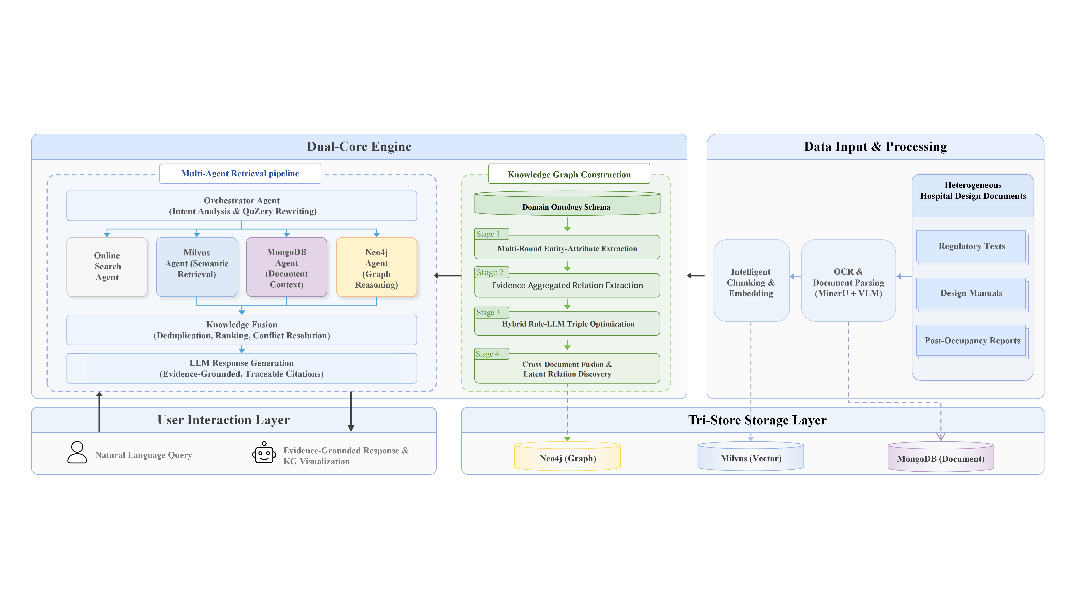 Dual-Core Engine
Multi-Agent Retrieval pipeline
Orchestrator Agent
(Intent Analysis & QuZery Rewriting)
Online
Search
Agent
Milvus
Agent (Semantic
Retrieval)
MongoDB
Agent
(Document
Context)
Neo4j
Agent
(Graph
Reasoning)
Knowledge Fusion
(Deduplication, Ranking, Conflict Resolution)
LLM Response Generation
(Evidence-Grounded, Traceable Citations)
Knowledge Graph Construction
Domain Ontology Schema
Stage 1
Multi-Round Entity-Attribute Extraction
Stage 2
Evidence Aggregated Relation Extraction
Stage 3
Hybrid Rule-LLM Triple Optimization
Stage 4
Cross-Document Fusion &
Latent Relation Discovery
Data Input & Processing
Intelligent
Chunking &
Embedding
OCR &
Document Parsing
(MinerU + VLM)
Heterogeneous
Hospital Design Documents
Regulatory Texts
Design Manuals
Post-Occupancy Reports
User Interaction Layer
Natural Language Query
Evidence-Grounded Response &
KG Visualization
Tri-Store Storage Layer
Neo4j (Graph)
Milvus (Vector)
MongoDB (Document)